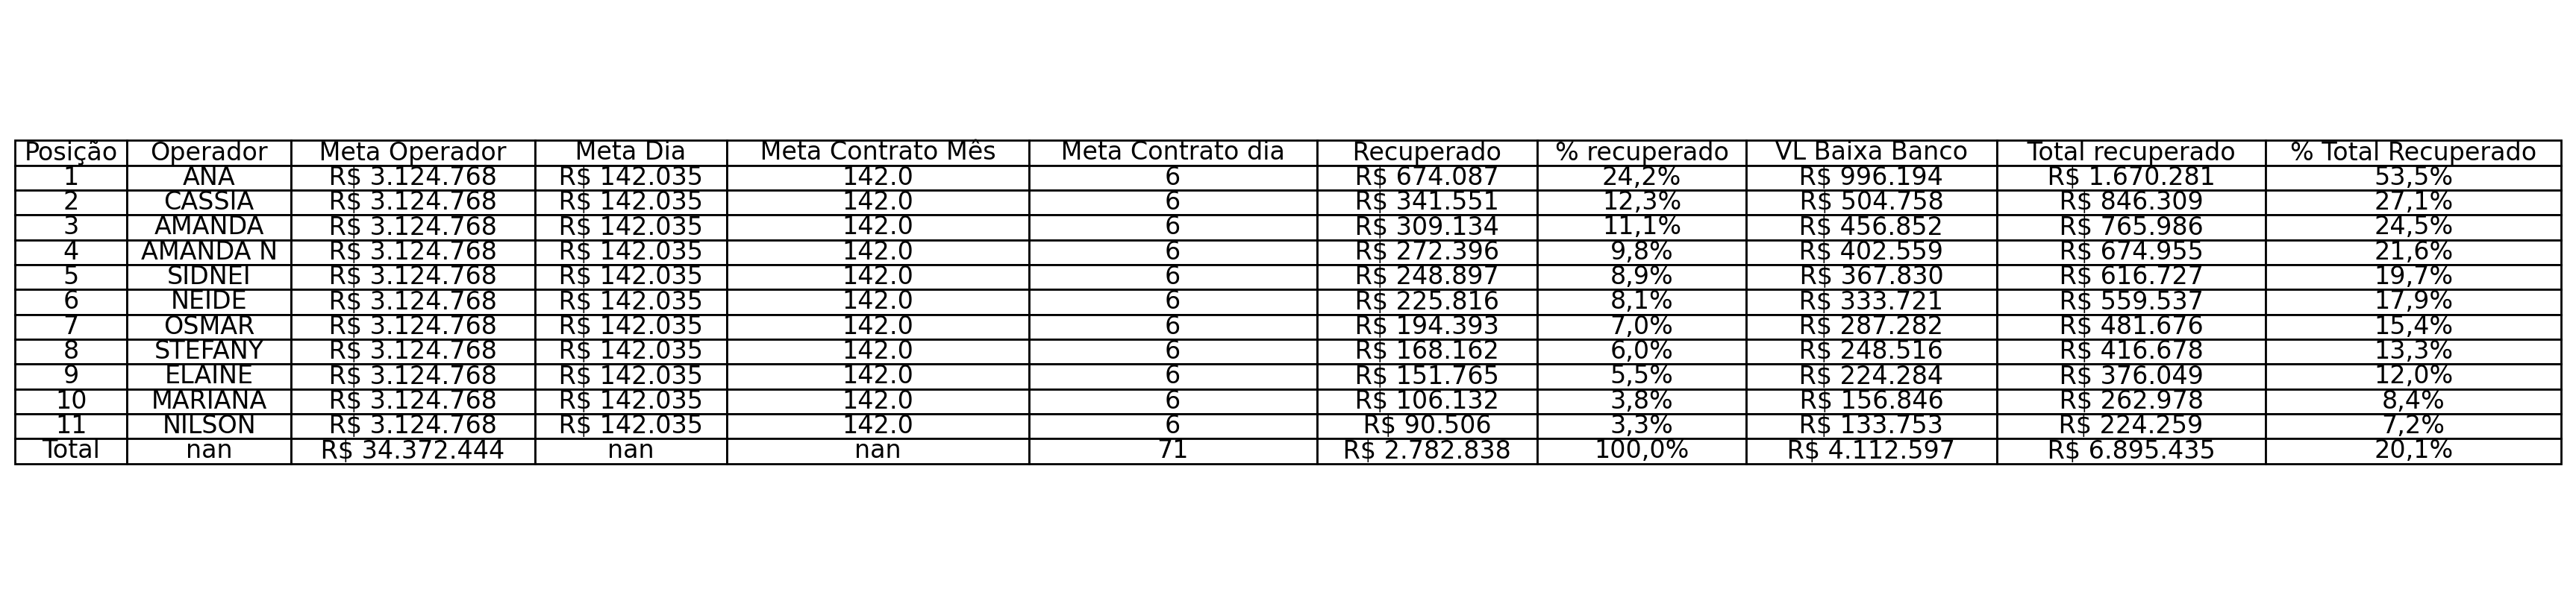 Posição Operador Meta Operador Meta Dia Meta Contrato Mês Meta Contrato dia Recuperado % recuperado VL Baixa Banco Total recuperado % Total Recuperado
1 ANA R$ 3.124.768 R$ 142.035 142.0 6 R$ 674.087 24,2% R$ 996.194 R$ 1.670.281 53,5%
2 CASSIA R$ 3.124.768 R$ 142.035 142.0 6 R$ 341.551 12,3% R$ 504.758 R$ 846.309 27,1%
3 AMANDA R$ 3.124.768 R$ 142.035 142.0 6 R$ 309.134 11,1% R$ 456.852 R$ 765.986 24,5%
4 AMANDA N R$ 3.124.768 R$ 142.035 142.0 6 R$ 272.396 9,8% R$ 402.559 R$ 674.955 21,6%
5 SIDNEI R$ 3.124.768 R$ 142.035 142.0 6 R$ 248.897 8,9% R$ 367.830 R$ 616.727 19,7%
6 NEIDE R$ 3.124.768 R$ 142.035 142.0 6 R$ 225.816 8,1% R$ 333.721 R$ 559.537 17,9%
7 OSMAR R$ 3.124.768 R$ 142.035 142.0 6 R$ 194.393 7,0% R$ 287.282 R$ 481.676 15,4%
8 STEFANY R$ 3.124.768 R$ 142.035 142.0 6 R$ 168.162 6,0% R$ 248.516 R$ 416.678 13,3%
9 ELAINE R$ 3.124.768 R$ 142.035 142.0 6 R$ 151.765 5,5% R$ 224.284 R$ 376.049 12,0%
10 MARIANA R$ 3.124.768 R$ 142.035 142.0 6 R$ 106.132 3,8% R$ 156.846 R$ 262.978 8,4%
11 NILSON R$ 3.124.768 R$ 142.035 142.0 6 R$ 90.506 3,3% R$ 133.753 R$ 224.259 7,2%
Total nan R$ 34.372.444 nan nan 71 R$ 2.782.838 100,0% R$ 4.112.597 R$ 6.895.435 20,1%